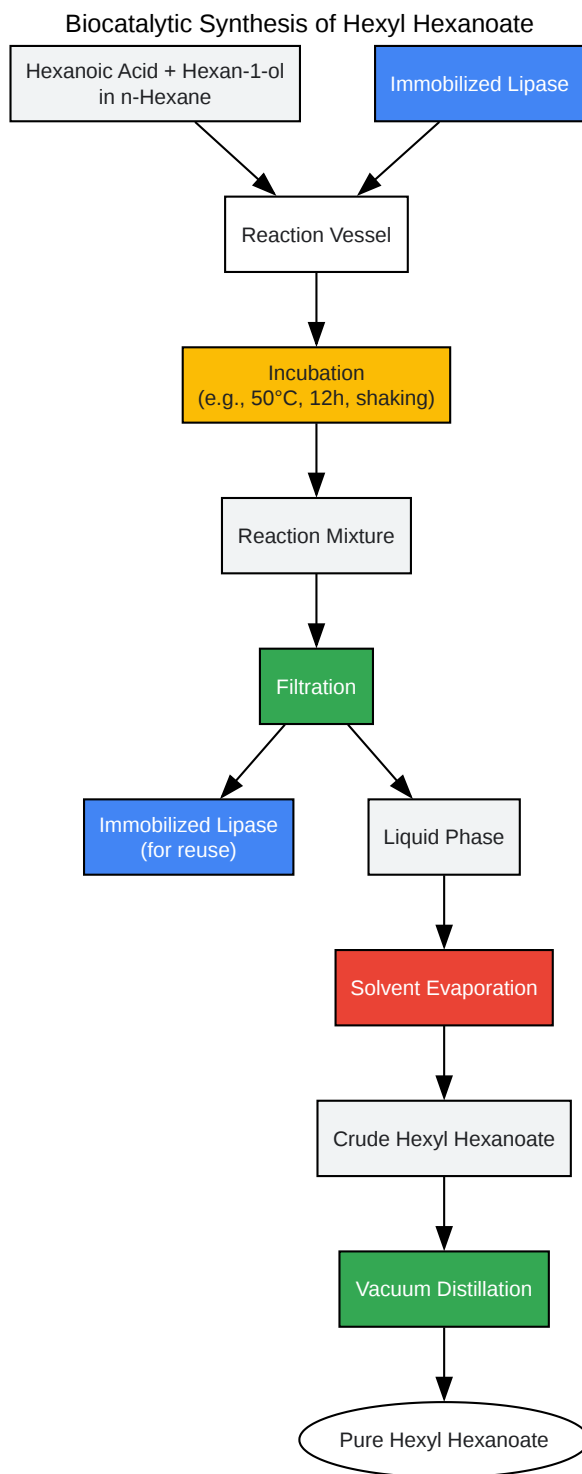 Biocatalytic Synthesis of Hexyl Hexanoate
Hexanoic Acid + Hexan-1-ol
in n-Hexane
Immobilized Lipase
Reaction Vessel
Incubation
(e.g., 50°C, 12h, shaking)
Reaction Mixture
Filtration
Immobilized Lipase
(for reuse)
Liquid Phase
Solvent Evaporation
Crude Hexyl Hexanoate
Vacuum Distillation
Pure Hexyl Hexanoate